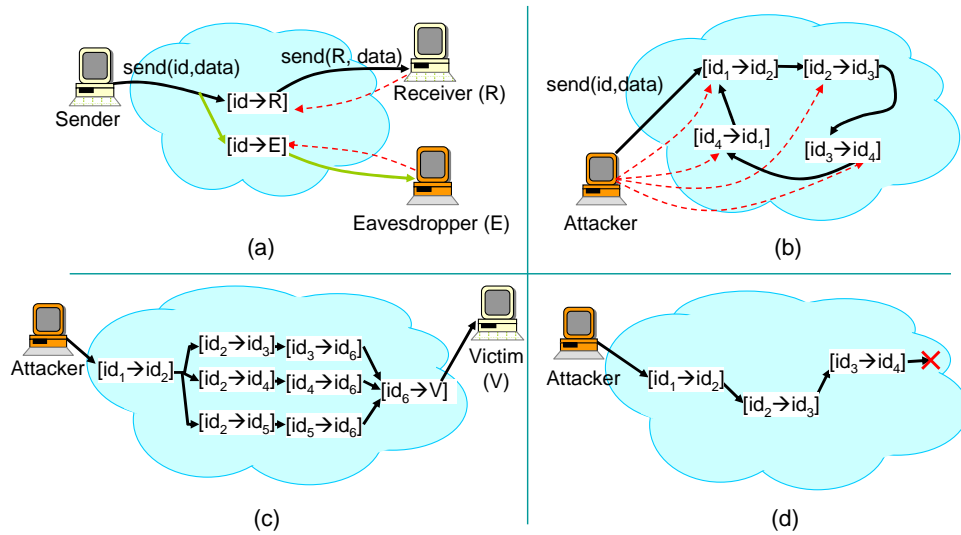 send(id,data)
send(R, data)
[id→R]
Sender
Receiver (R)
[id→E]
Eavesdropper (E)
(a)
send(id,data)
[id₁→id₂]
[id₂→id₃]
[id₄→id₁]
[id₃→id₄]
Attacker
(b)
Attacker
[id₁→id₂]
[id₂→id₃]
[id₃→id₆]
[id₂→id₄]
[id₄→id₆]
[id₂→id₅]
[id₅→id₆]
[id₆→V]
Victim
(V)
(c)
Attacker
[id₁→id₂]
[id₂→id₃]
[id₃→id₄]
(d)